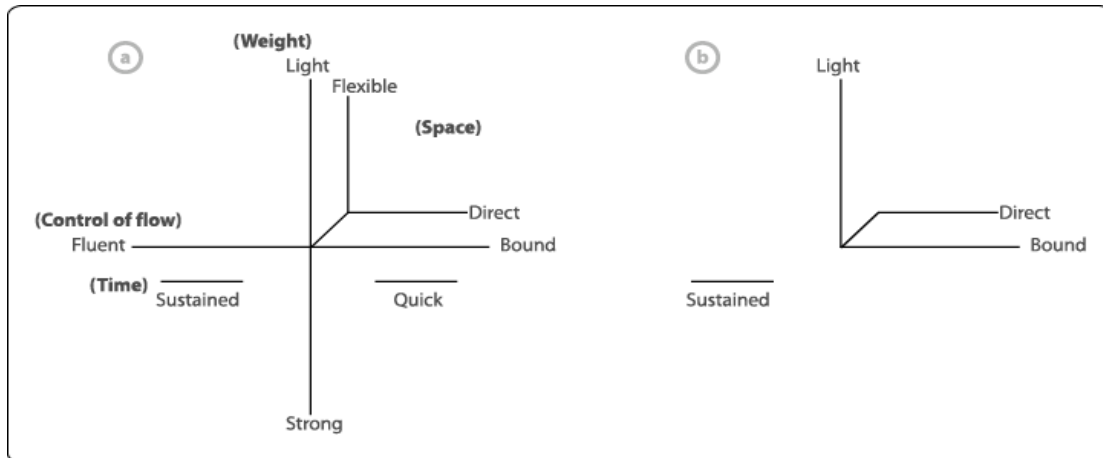 a
(Weight)
Light
Flexible
(Space)
(Control of flow)
Direct
Fluent
Bound
(Time)
Sustained
Quick
Strong
b
Light
Direct
Bound
Sustained